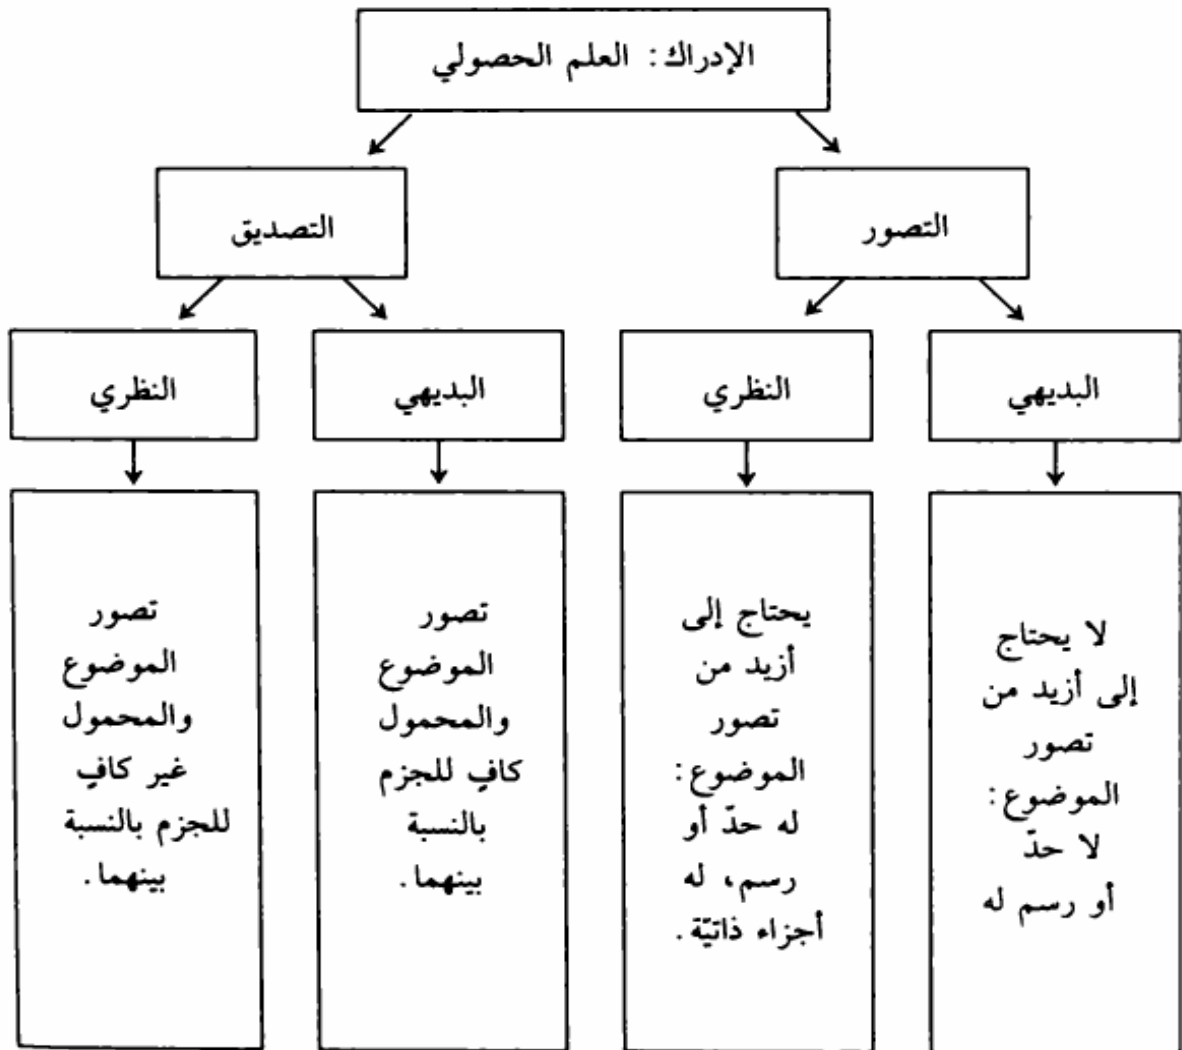 الإدراك: العلم الحصولي
التصور
التصديق
البديهي
النظري
البديهي
النظري
لا يحتاج
إلى أزيد من
تصور
الموضوع:
لا حدّ
أو رسم له
يحتاج إلى
أزيد من
تصور
الموضوع:
له حدّ أو
رسم، له
أجزاء ذاتيّة.
تصور
الموضوع
والمحمول
كافٍ للجزم
بالنسبة
بينهما.
تصور
الموضوع
والمحمول
غير كافٍ
للجزم بالنسبة
بينهما.